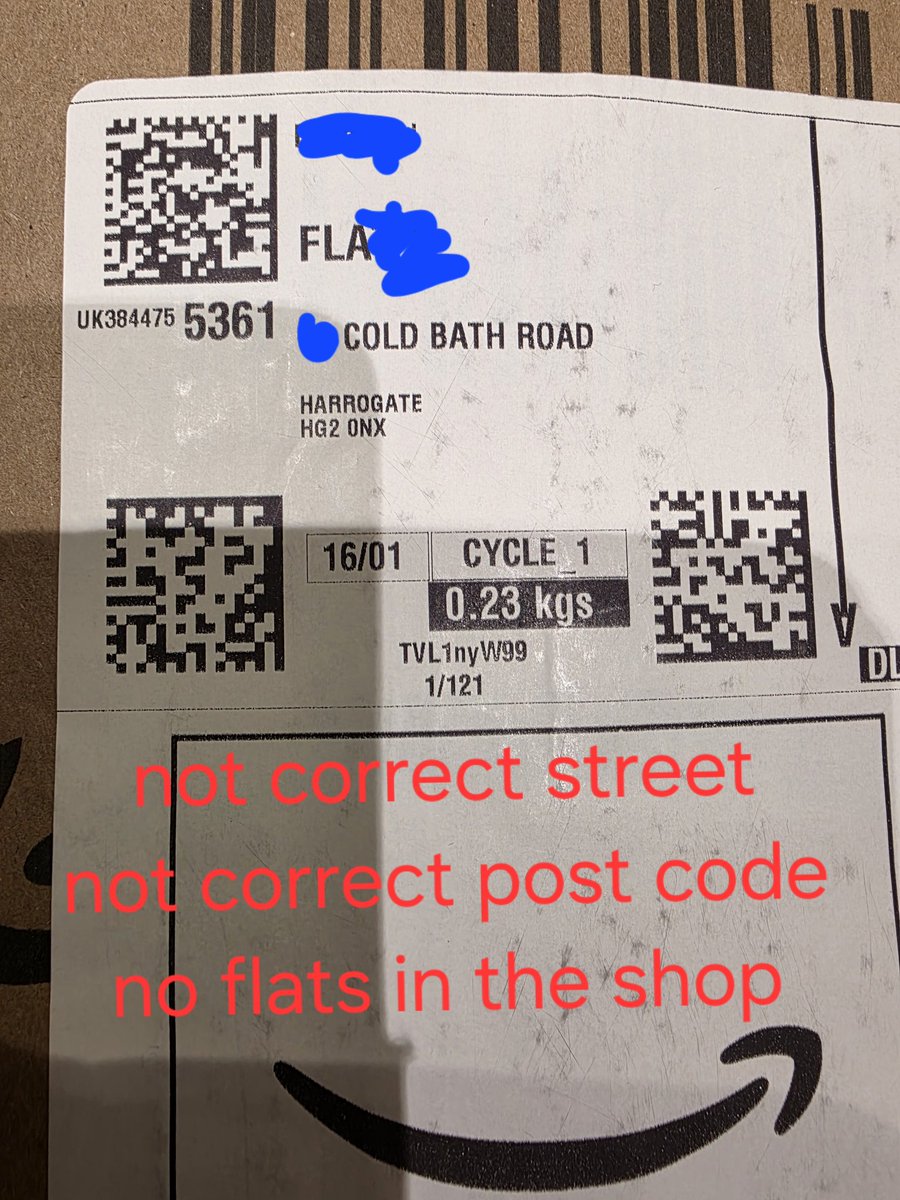 FLA
UK384475 5361
COLD BATH ROAD
HARROGATE
HG2 0NX
16/01 CYCLE_1
0.23 kgs
TVL1nyW99
1/121
DL
not correct street
not correct post code
no flats in the shop